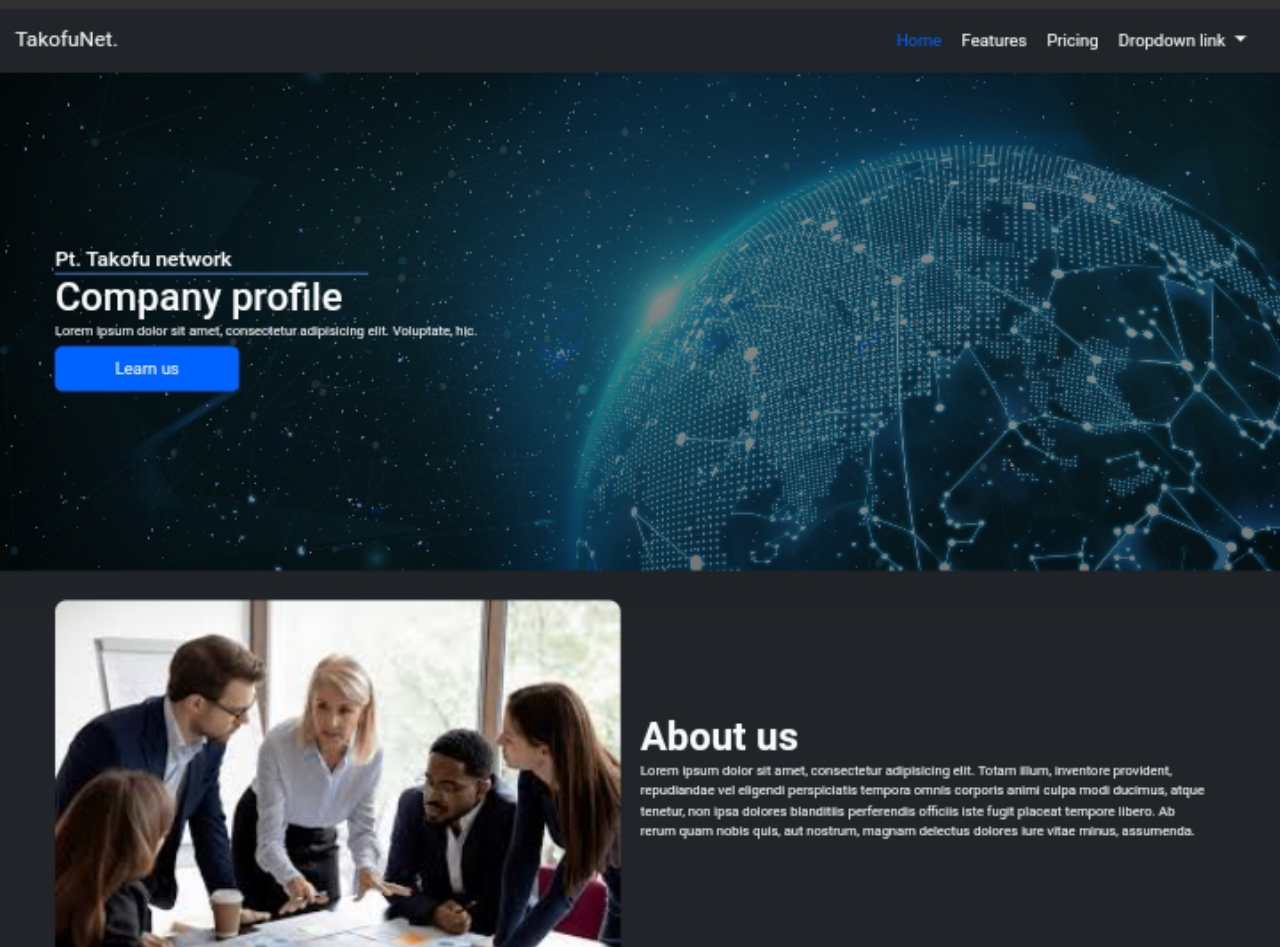 TakofuNet.
Home Features Pricing Dropdown link
Pt. Takofu network
Company profile
Lorem ipsum dolor sit amet, consectetur adipisicing elit. Voluptate, hic.
Learn us
About us
Lorem ipsum dolor sit amet, consectetur adipisicing elit. Totam illum, inventore provident,
repudiandae vel eligendi perspiciatis tempora omnis corporis animi culpa modi ducimus, atque
tenetur, non ipsa dolores blanditiis perferendis officiis iste fugit placeat tempore libero. Ab
rerum quam nobis quis, aut nostrum, magnam delectus dolores iure vitae minus, assumenda.